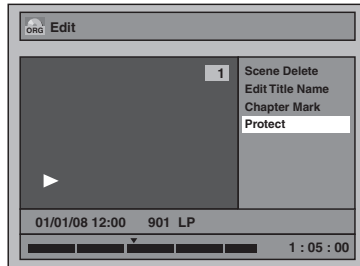 ORG Edit
1
Scene Delete
Edit Title Name
Chapter Mark
Protect
01/01/08 12:00 901 LP
1 : 05 : 00